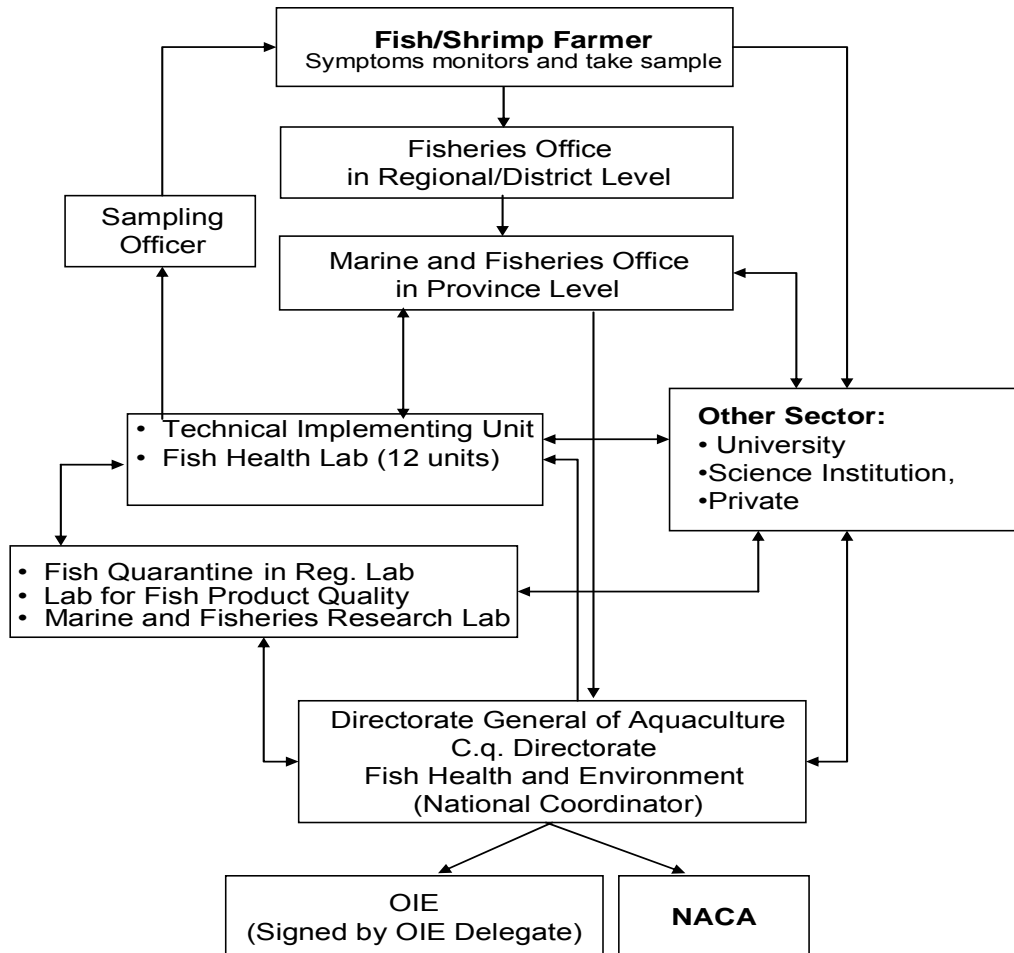 Fish/Shrimp Farmer
Symptoms monitors and take sample
Fisheries Office
in Regional/District Level
Sampling
Officer
Marine and Fisheries Office
in Province Level
• Technical Implementing Unit
• Fish Health Lab (12 units)
Other Sector:
• University
•Science Institution,
•Private
• Fish Quarantine in Reg. Lab
• Lab for Fish Product Quality
• Marine and Fisheries Research Lab
Directorate General of Aquaculture
C.q. Directorate
Fish Health and Environment
(National Coordinator)
OIE
(Signed by OIE Delegate)
NACA